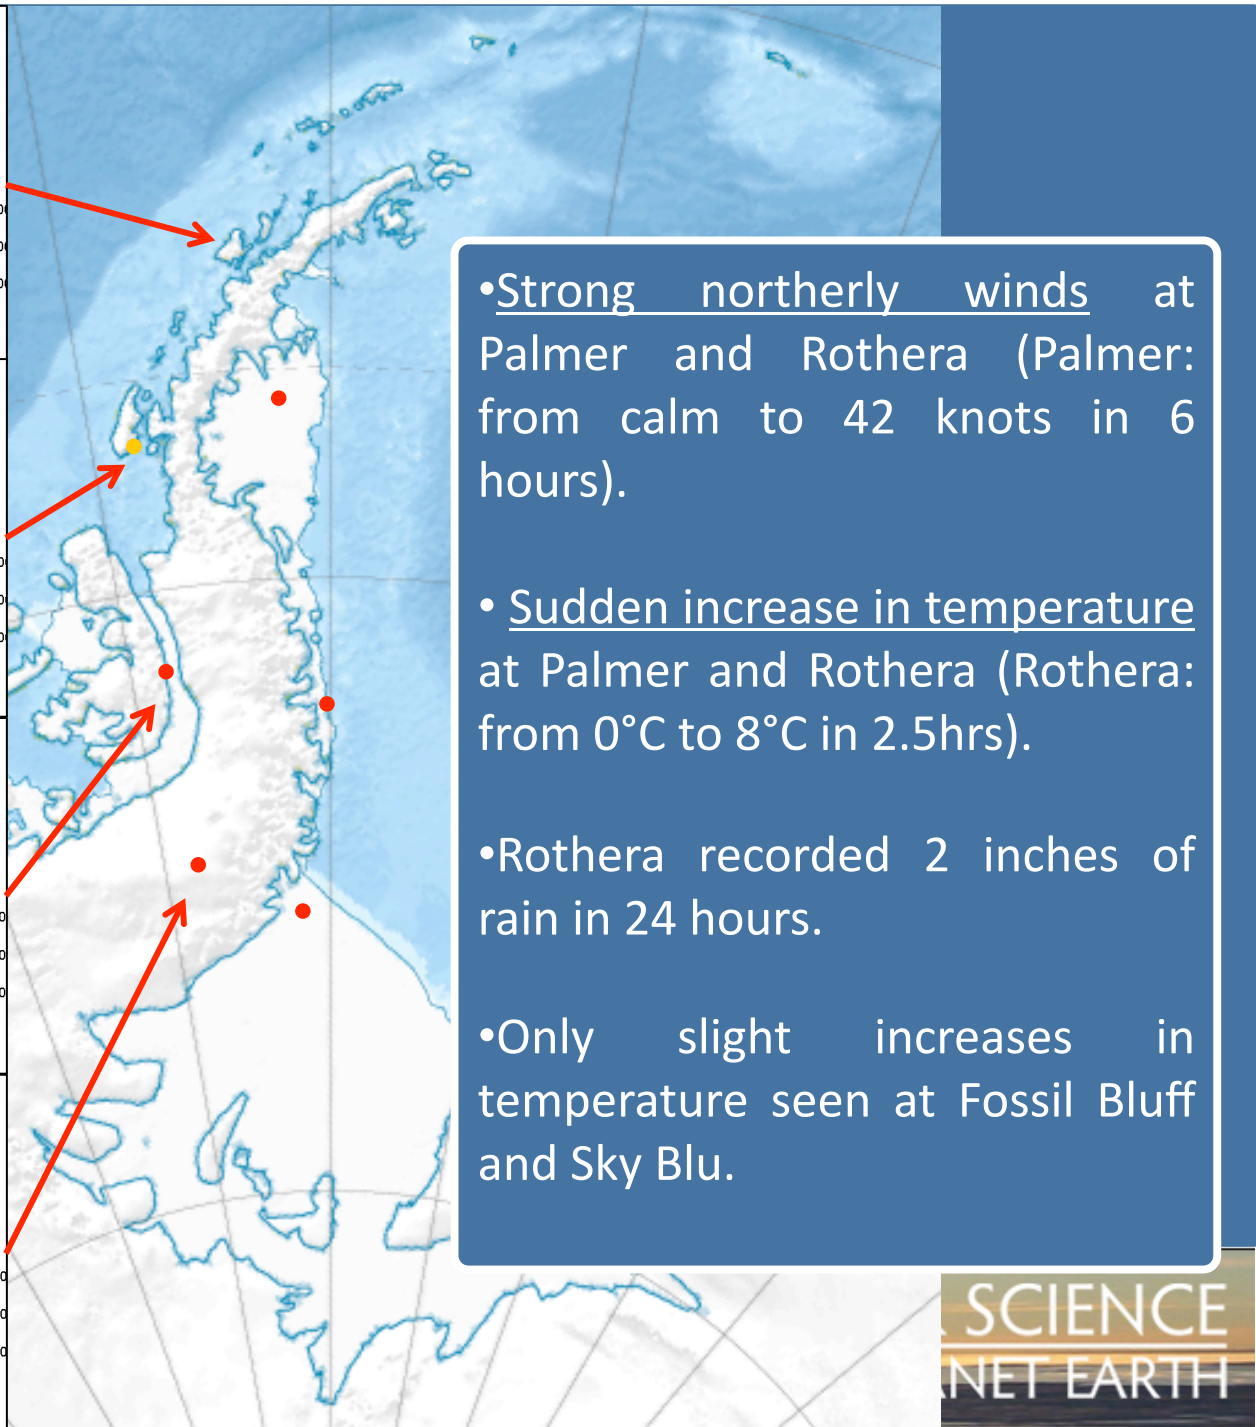 •Strong northerly winds at
Palmer and Rothera (Palmer:
from calm to 42 knots in 6
hours).
• Sudden increase in temperature
at Palmer and Rothera (Rothera:
from 0°C to 8°C in 2.5hrs).
•Rothera recorded 2 inches of
rain in 24 hours.
•Only slight increases in
temperature seen at Fossil Bluff
and Sky Blu.
SCIENCE
NET EARTH